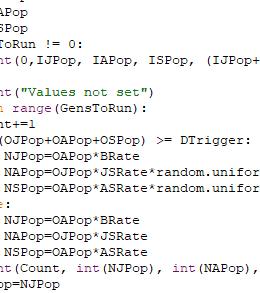 APop
SPop
ToRun != 0:
nt(0,IJPop, IAPop, ISPop, (IJPop+
nt("Values not set")
n range(GensToRun):
nt+=1
(OJPop+OAPop+OSPop) >= DTrigger:
NJPop=OAPop*BRate
NAPop=OJPop*JSRate*random.unifor
NSPop=OAPop*ASRate*random.unifor
e:
NJPop=OAPop*BRate
NAPop=OJPop*JSRate
NSPop=OAPop*ASRate
nt(Count, int(NJPop), int(NAPop),
op=NJPop